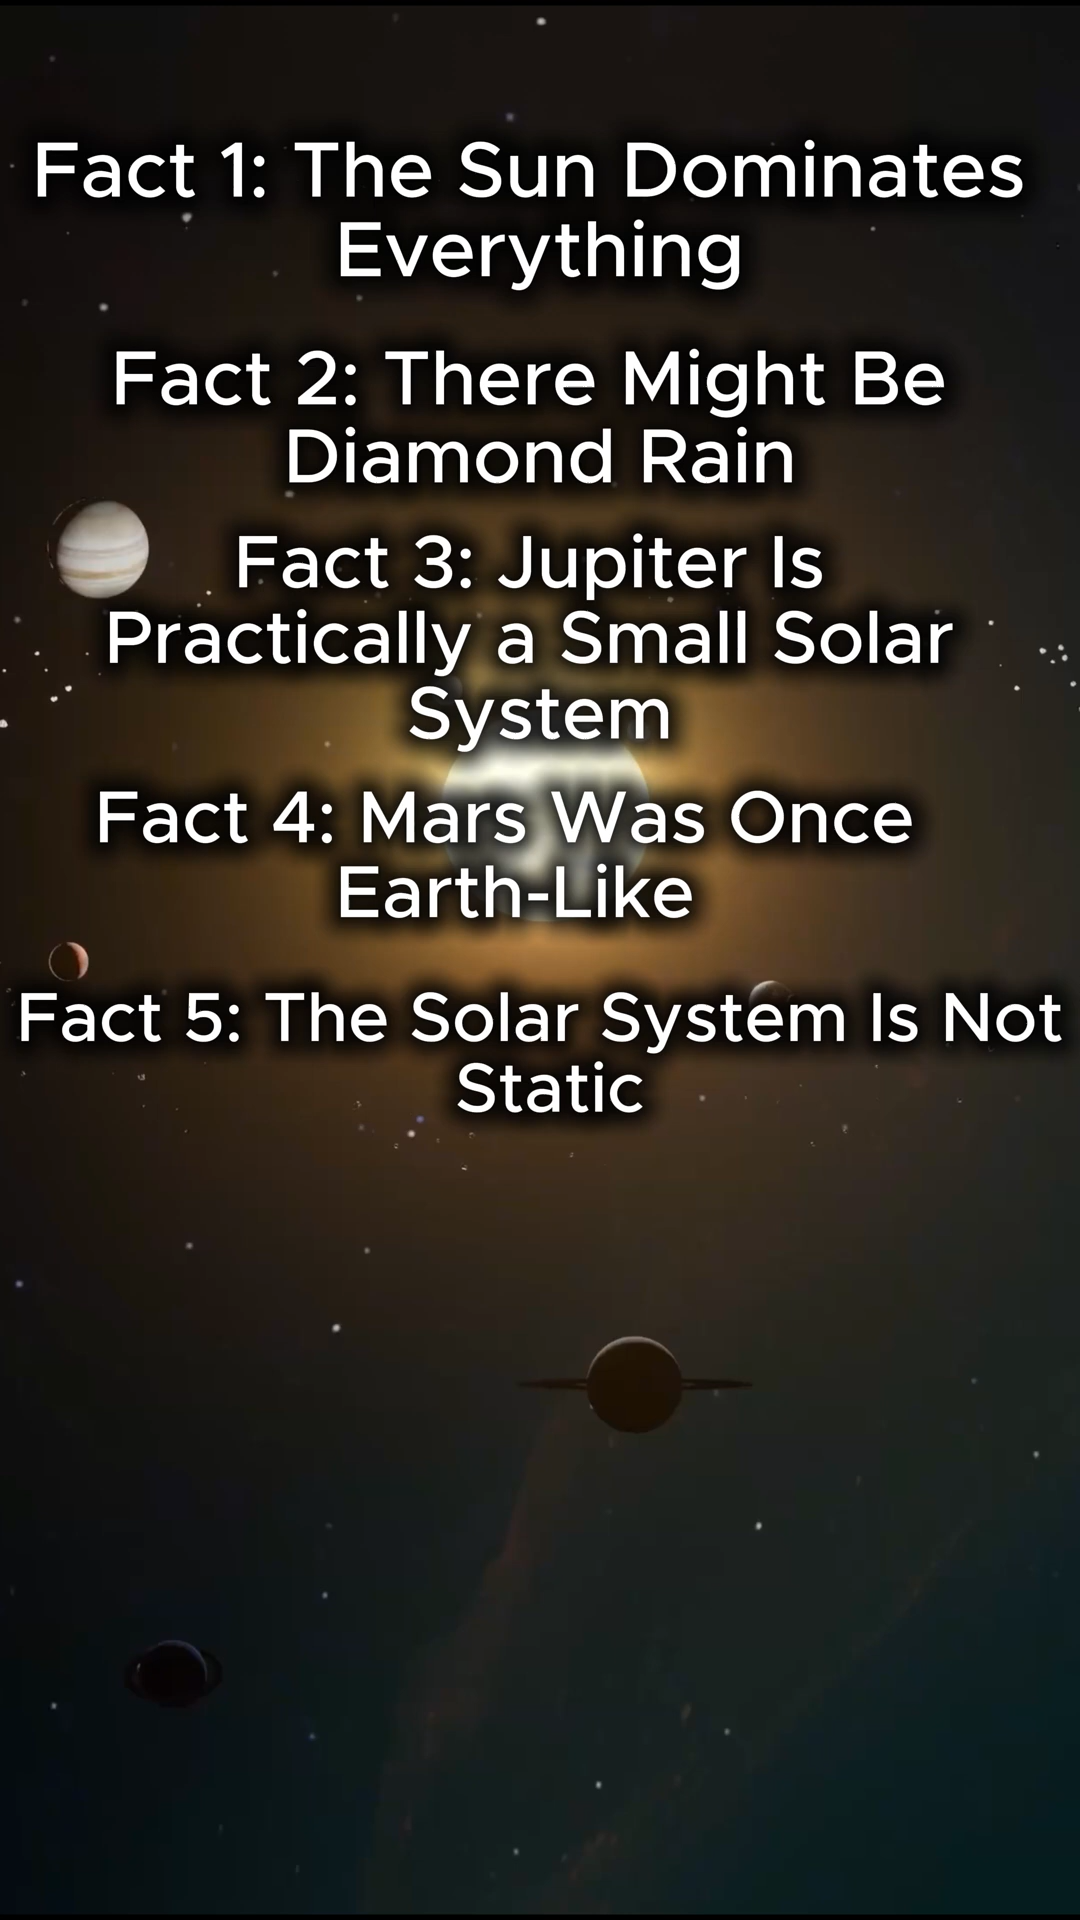 Fact 1: The Sun Dominates
Everything
Fact 2: There Might Be
Diamond Rain
Fact 3: Jupiter Is
Practically a Small Solar
System
Fact 4: Mars Was Once
Earth-Like
Fact 5: The Solar System Is Not
Static